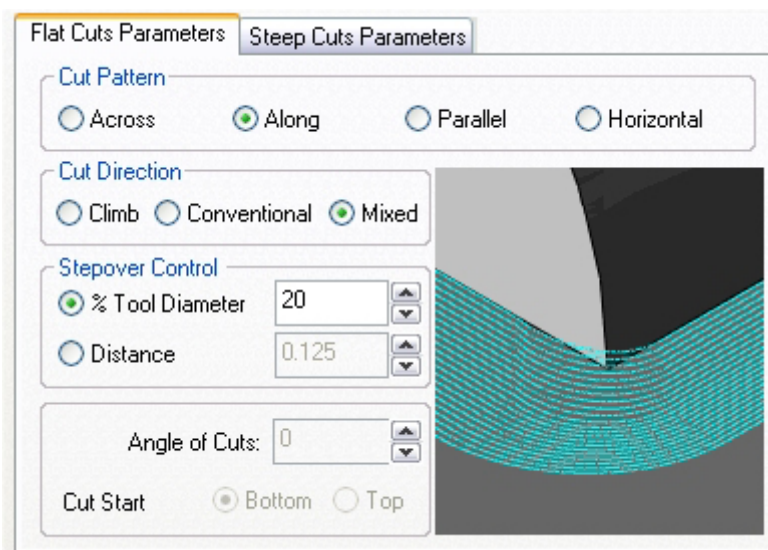 Flat Cuts Parameters Steep Cuts Parameters
Cut Pattern
Across Along Parallel Horizontal
Cut Direction
Climb Conventional Mixed
Stepover Control
% Tool Diameter 20
Distance 0.125
Angle of Cuts: 0
Cut Start Bottom Top